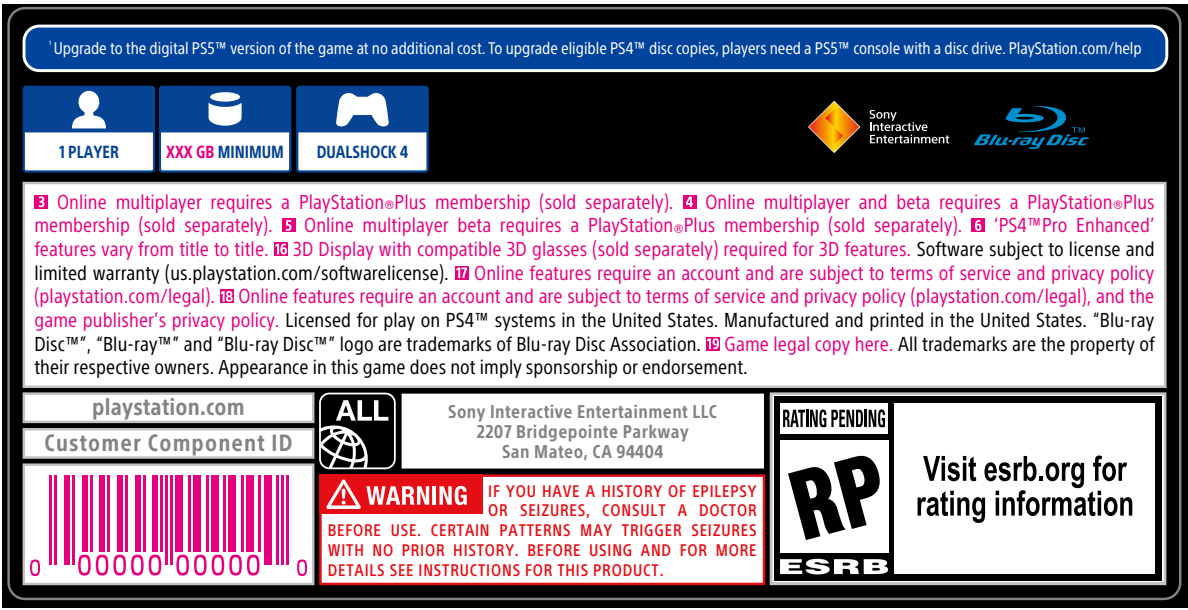 ¹Upgrade to the digital PS5™ version of the game at no additional cost. To upgrade eligible PS4™ disc copies, players need a PS5™ console with a disc drive. PlayStation.com/help
1 PLAYER
XXX GB MINIMUM
DUALSHOCK 4
Sony
Interactive
Entertainment
Blu-ray Disc™
3 Online multiplayer requires a PlayStation®Plus membership (sold separately). 4 Online multiplayer and beta requires a PlayStation®Plus
membership (sold separately). 5 Online multiplayer beta requires a PlayStation®Plus membership (sold separately). 6 ‘PS4™Pro Enhanced’
features vary from title to title. 16 3D Display with compatible 3D glasses (sold separately) required for 3D features. Software subject to license and
limited warranty (us.playstation.com/softwarelicense). 17 Online features require an account and are subject to terms of service and privacy policy
(playstation.com/legal). 18 Online features require an account and are subject to terms of service and privacy policy (playstation.com/legal), and the
game publisher’s privacy policy. Licensed for play on PS4™ systems in the United States. Manufactured and printed in the United States. “Blu-ray
Disc™”, “Blu-ray™” and “Blu-ray Disc™” logo are trademarks of Blu-ray Disc Association. 19 Game legal copy here. All trademarks are the property of
their respective owners. Appearance in this game does not imply sponsorship or endorsement.
playstation.com
Customer Component ID
0 00000 00000 0
ALL
Sony Interactive Entertainment LLC
2207 Bridgepointe Parkway
San Mateo, CA 94404
WARNING IF YOU HAVE A HISTORY OF EPILEPSY
OR SEIZURES, CONSULT A DOCTOR
BEFORE USE. CERTAIN PATTERNS MAY TRIGGER SEIZURES
WITH NO PRIOR HISTORY. BEFORE USING AND FOR MORE
DETAILS SEE INSTRUCTIONS FOR THIS PRODUCT.
RATING PENDING
RP
ESRB
Visit esrb.org for
rating information